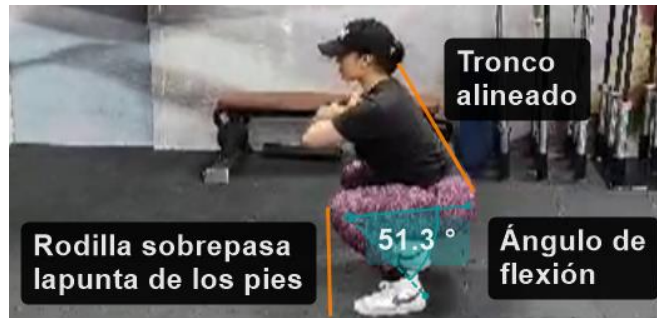 Tronco
alineado
51.3 °
Rodilla sobrepasa
lapunta de los pies
Ángulo de
flexión